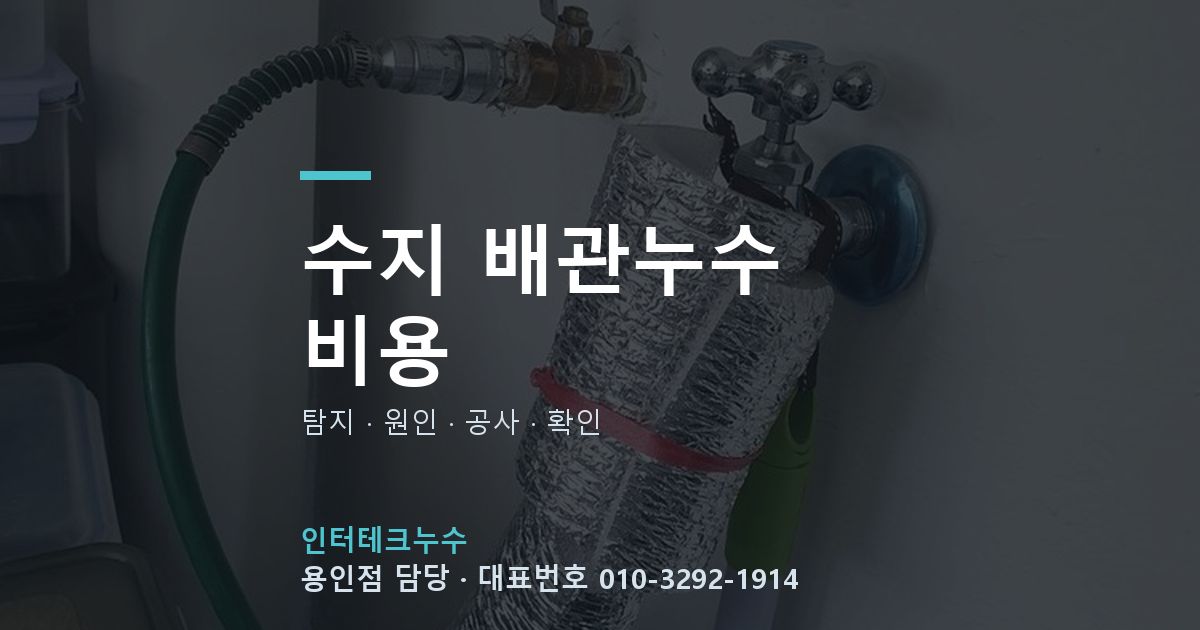 수지 배관누수
비용
탐지 · 원인 · 공사 · 확인
인터테크누수
용인점 담당 · 대표번호 010-3292-1914